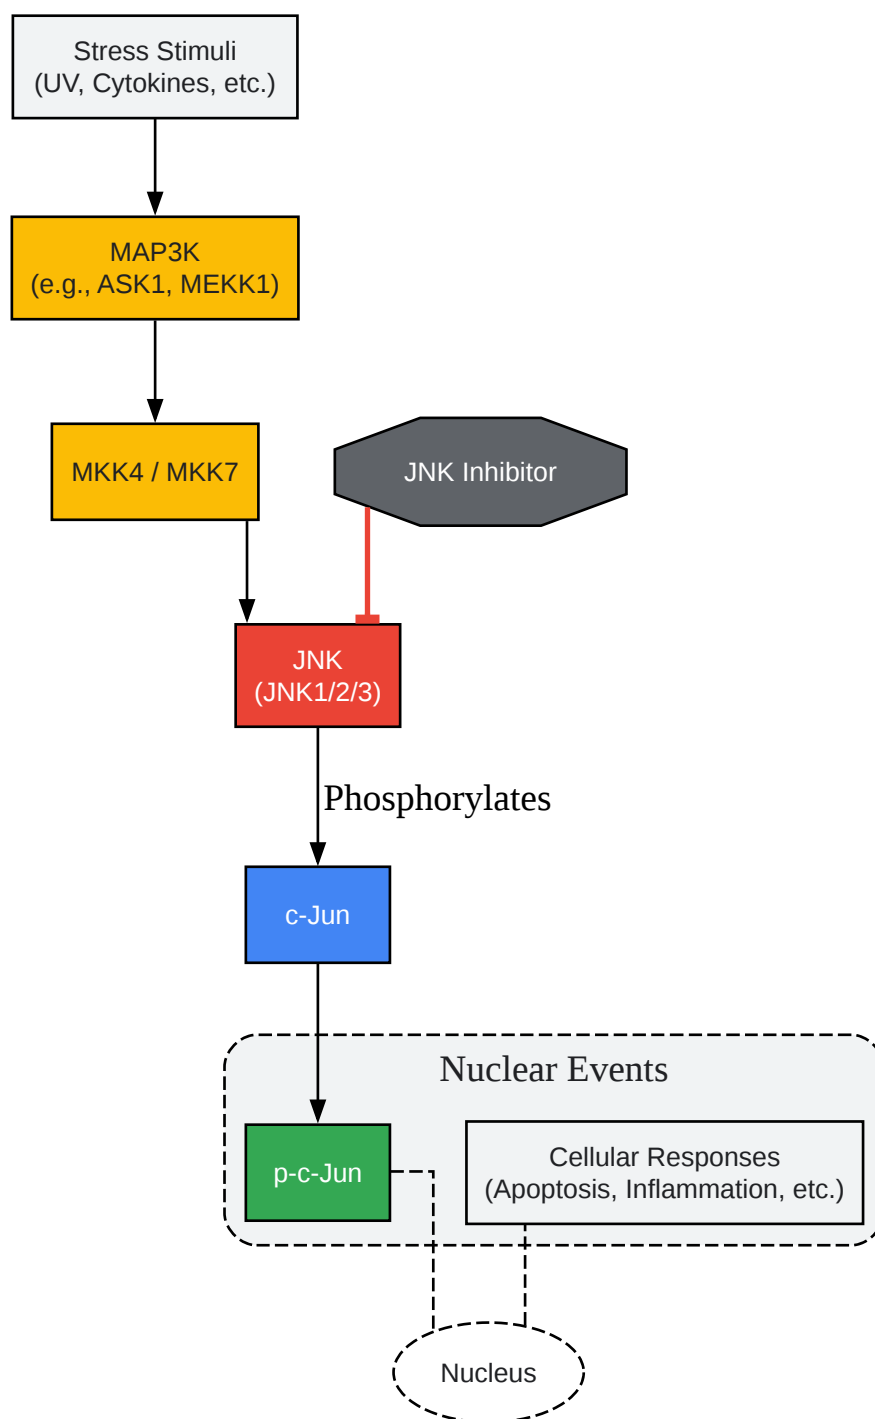 Stress Stimuli
(UV, Cytokines, etc.)
MAP3K
(e.g., ASK1, MEKK1)
MKK4 / MKK7
JNK Inhibitor
JNK
(JNK1/2/3)
Phosphorylates
c-Jun
Nuclear Events
p-c-Jun
Cellular Responses
(Apoptosis, Inflammation, etc.)
Nucleus